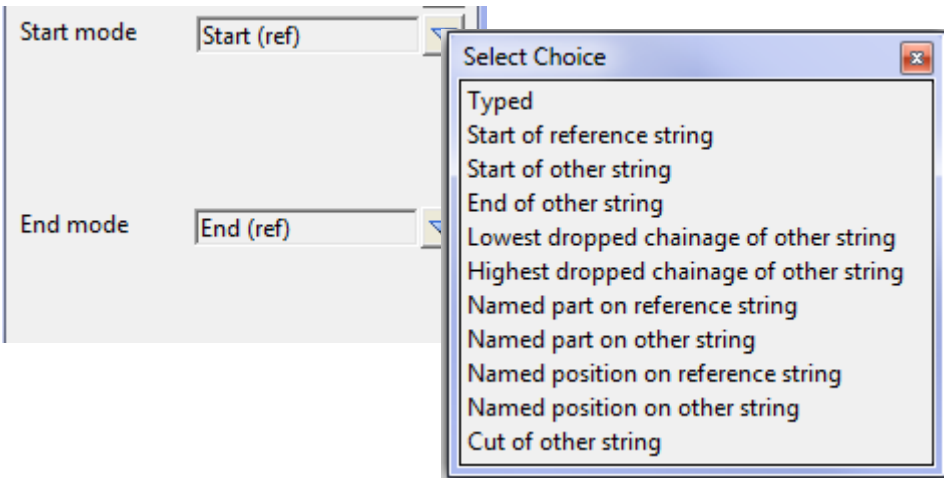 Start mode
Start (ref)
Select Choice
Typed
Start of reference string
Start of other string
End of other string
Lowest dropped chainage of other string
Highest dropped chainage of other string
Named part on reference string
Named part on other string
Named position on reference string
Named position on other string
Cut of other string
End mode
End (ref)